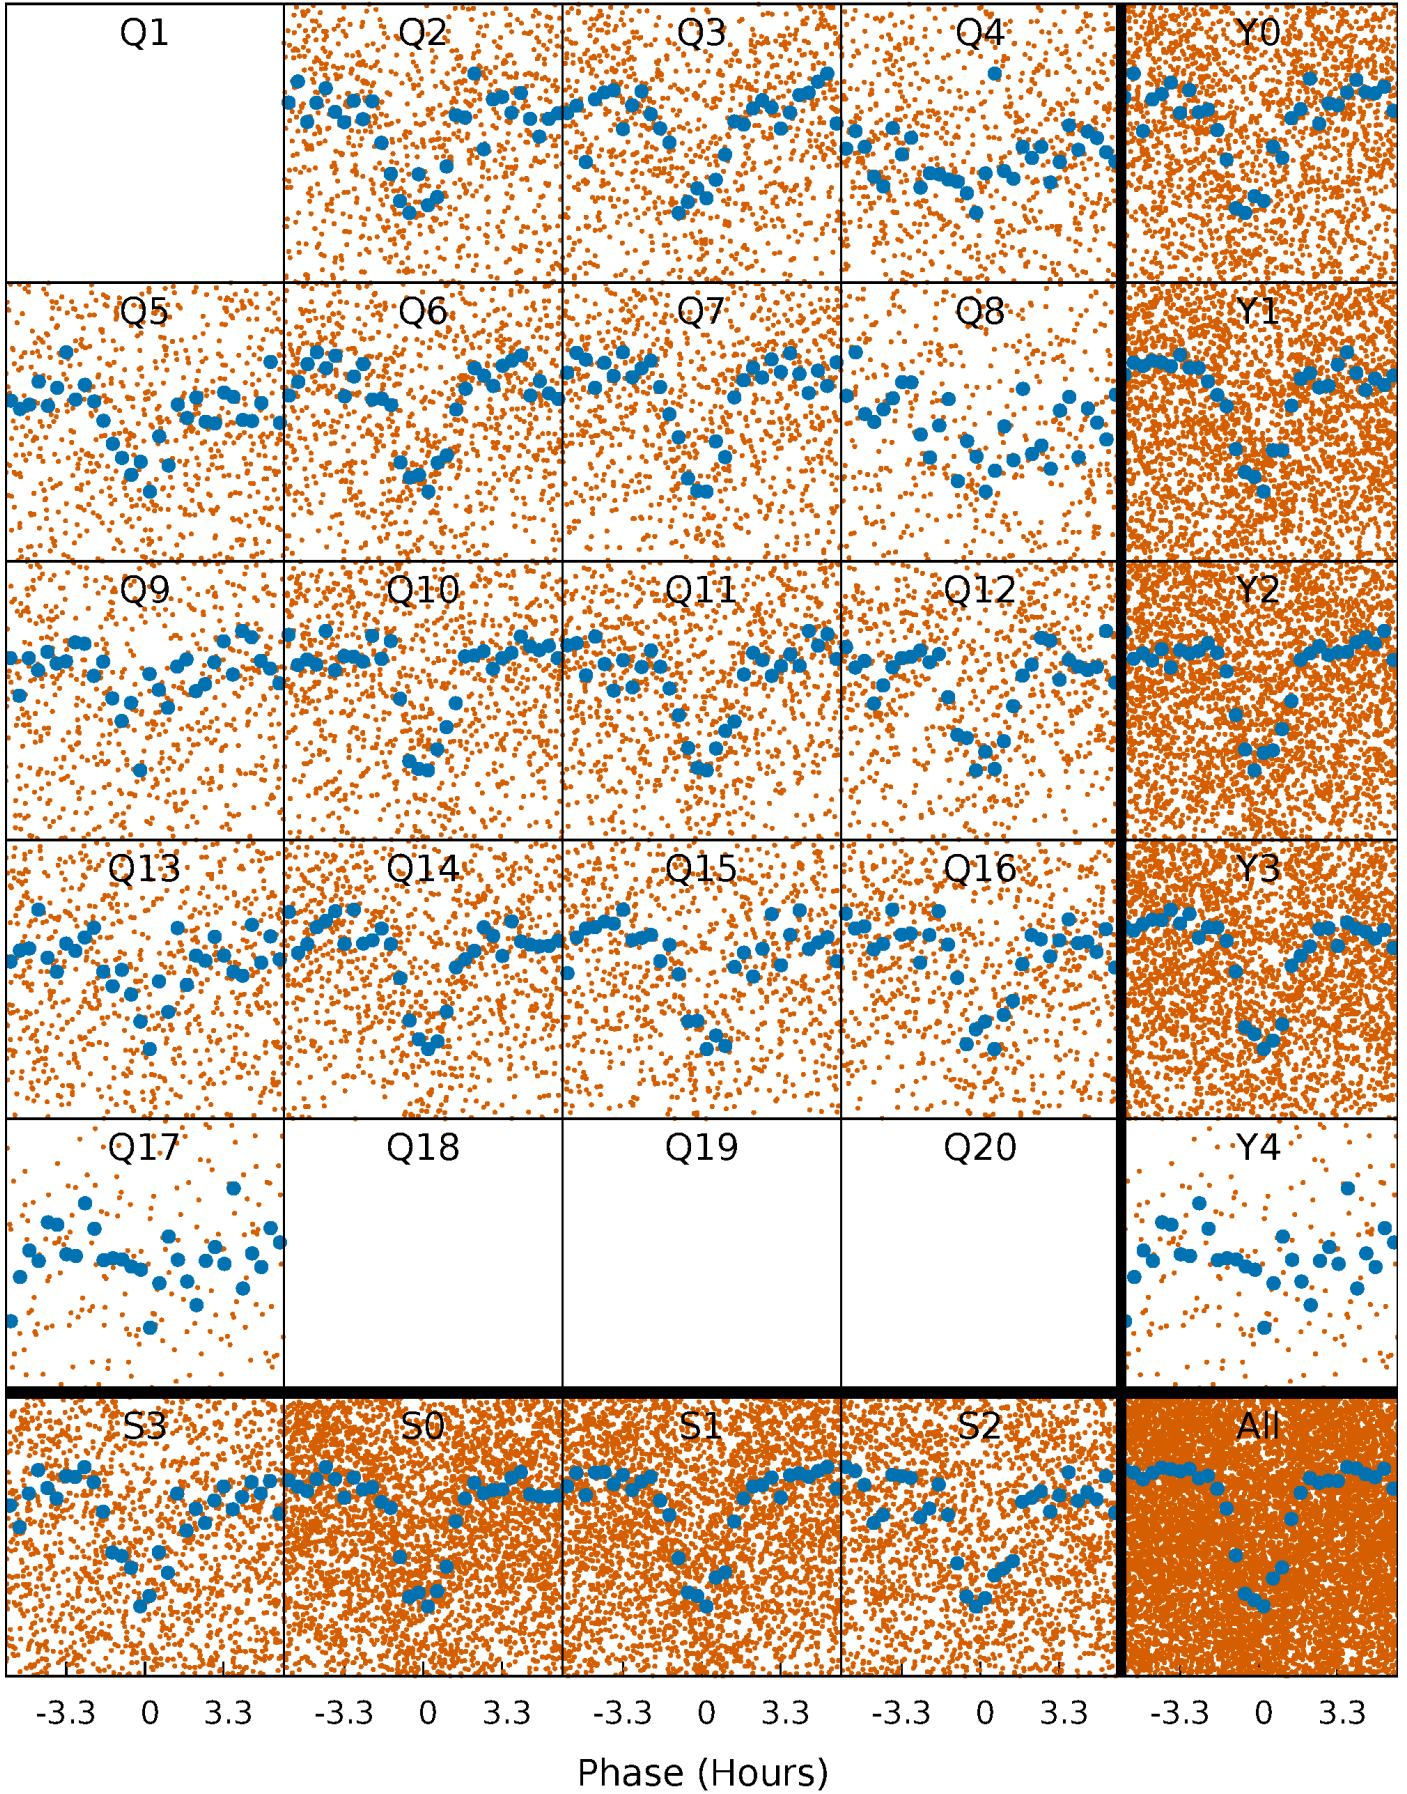 Q1 Q2 Q3 Q4 Y0
Q5 Q6 Q7 Q8 Y1
Q9 Q10 Q11 Q12 Y2
Q13 Q14 Q15 Q16 Y3
Q17 Q18 Q19 Q20 Y4
S3 S0 S1 S2 All
-3.3 0 3.3 -3.3 0 3.3 -3.3 0 3.3 -3.3 0 3.3 -3.3 0 3.3
Phase (Hours)